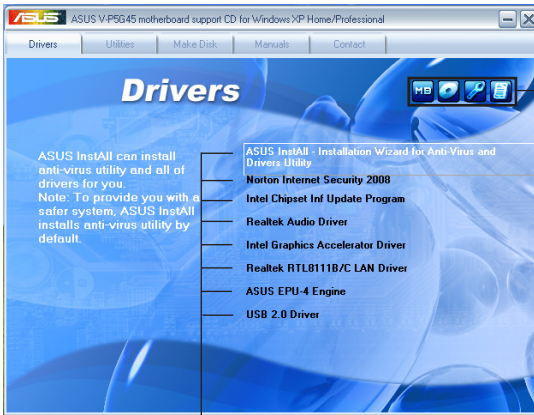 ASUS ASUS V-P5G45 motherboard support CD for Windows XP Home/Professional
Drivers Utilities Make Disk Manuals Contact
Drivers
MB
ASUS InstAll can install
anti-virus utility and all of
drivers for you.
Note: To provide you with a
safer system, ASUS InstAll
installs anti-virus utility by
default.
ASUS InstAll - Installation Wizard for Anti-Virus and
Drivers Utility
Norton Internet Security 2008
Intel Chipset Inf Update Program
Realtek Audio Driver
Intel Graphics Accelerator Driver
Realtek RTL8111B/C LAN Driver
ASUS EPU-4 Engine
USB 2.0 Driver